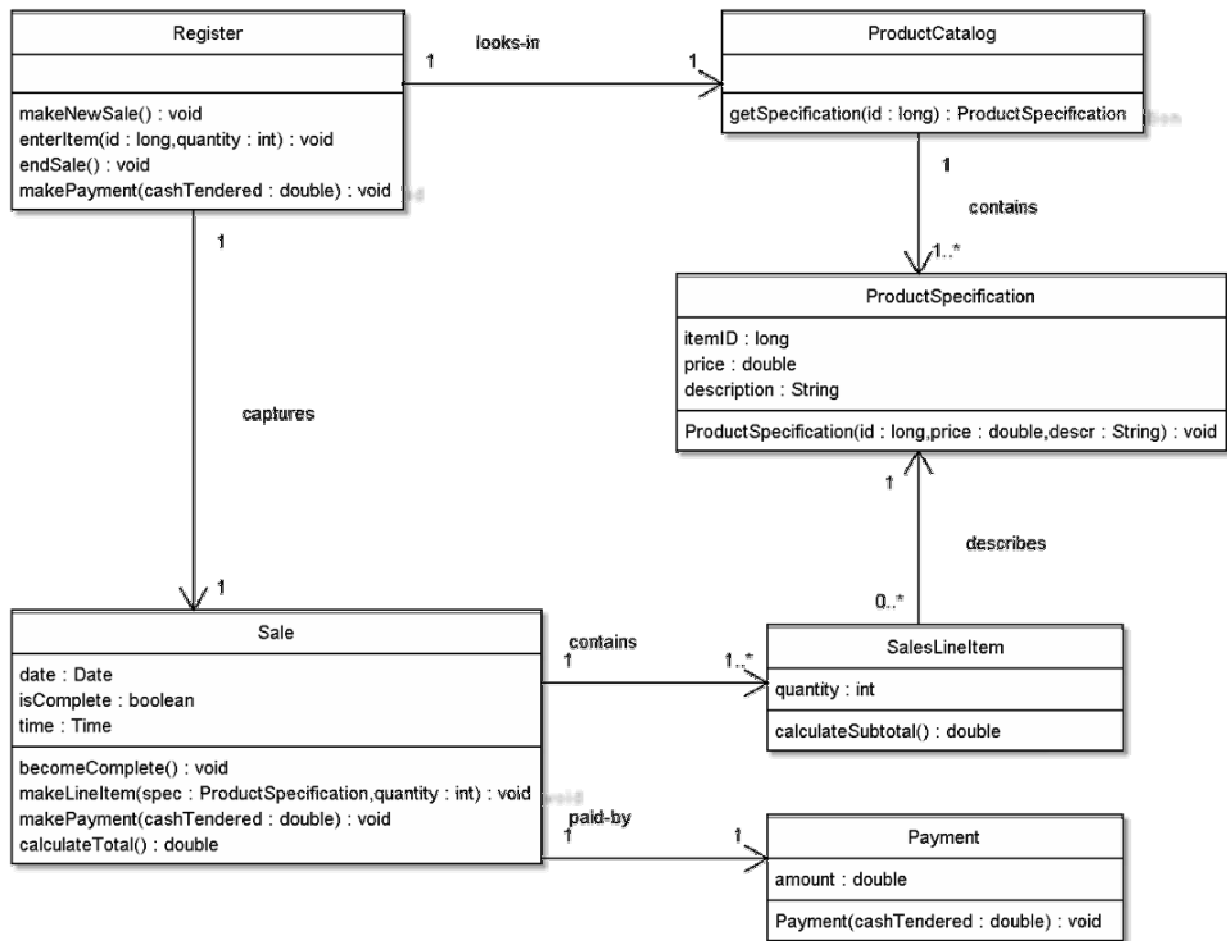 Register
makeNewSale() : void
enterItem(id : long,quantity : int) : void
endSale() : void
makePayment(cashTendered : double) : void
looks-in
1
1
ProductCatalog
getSpecification(id : long) : ProductSpecification
1
contains
1..*
ProductSpecification
itemID : long
price : double
description : String
ProductSpecification(id : long,price : double,descr : String) : void
1
captures
1
1
describes
0..*
Sale
date : Date
isComplete : boolean
time : Time
becomeComplete() : void
makeLineItem(spec : ProductSpecification,quantity : int) : void
makePayment(cashTendered : double) : void
calculateTotal() : double
contains
1
1..*
SalesLineItem
quantity : int
calculateSubtotal() : double
paid-by
1
1
Payment
amount : double
Payment(cashTendered : double) : void